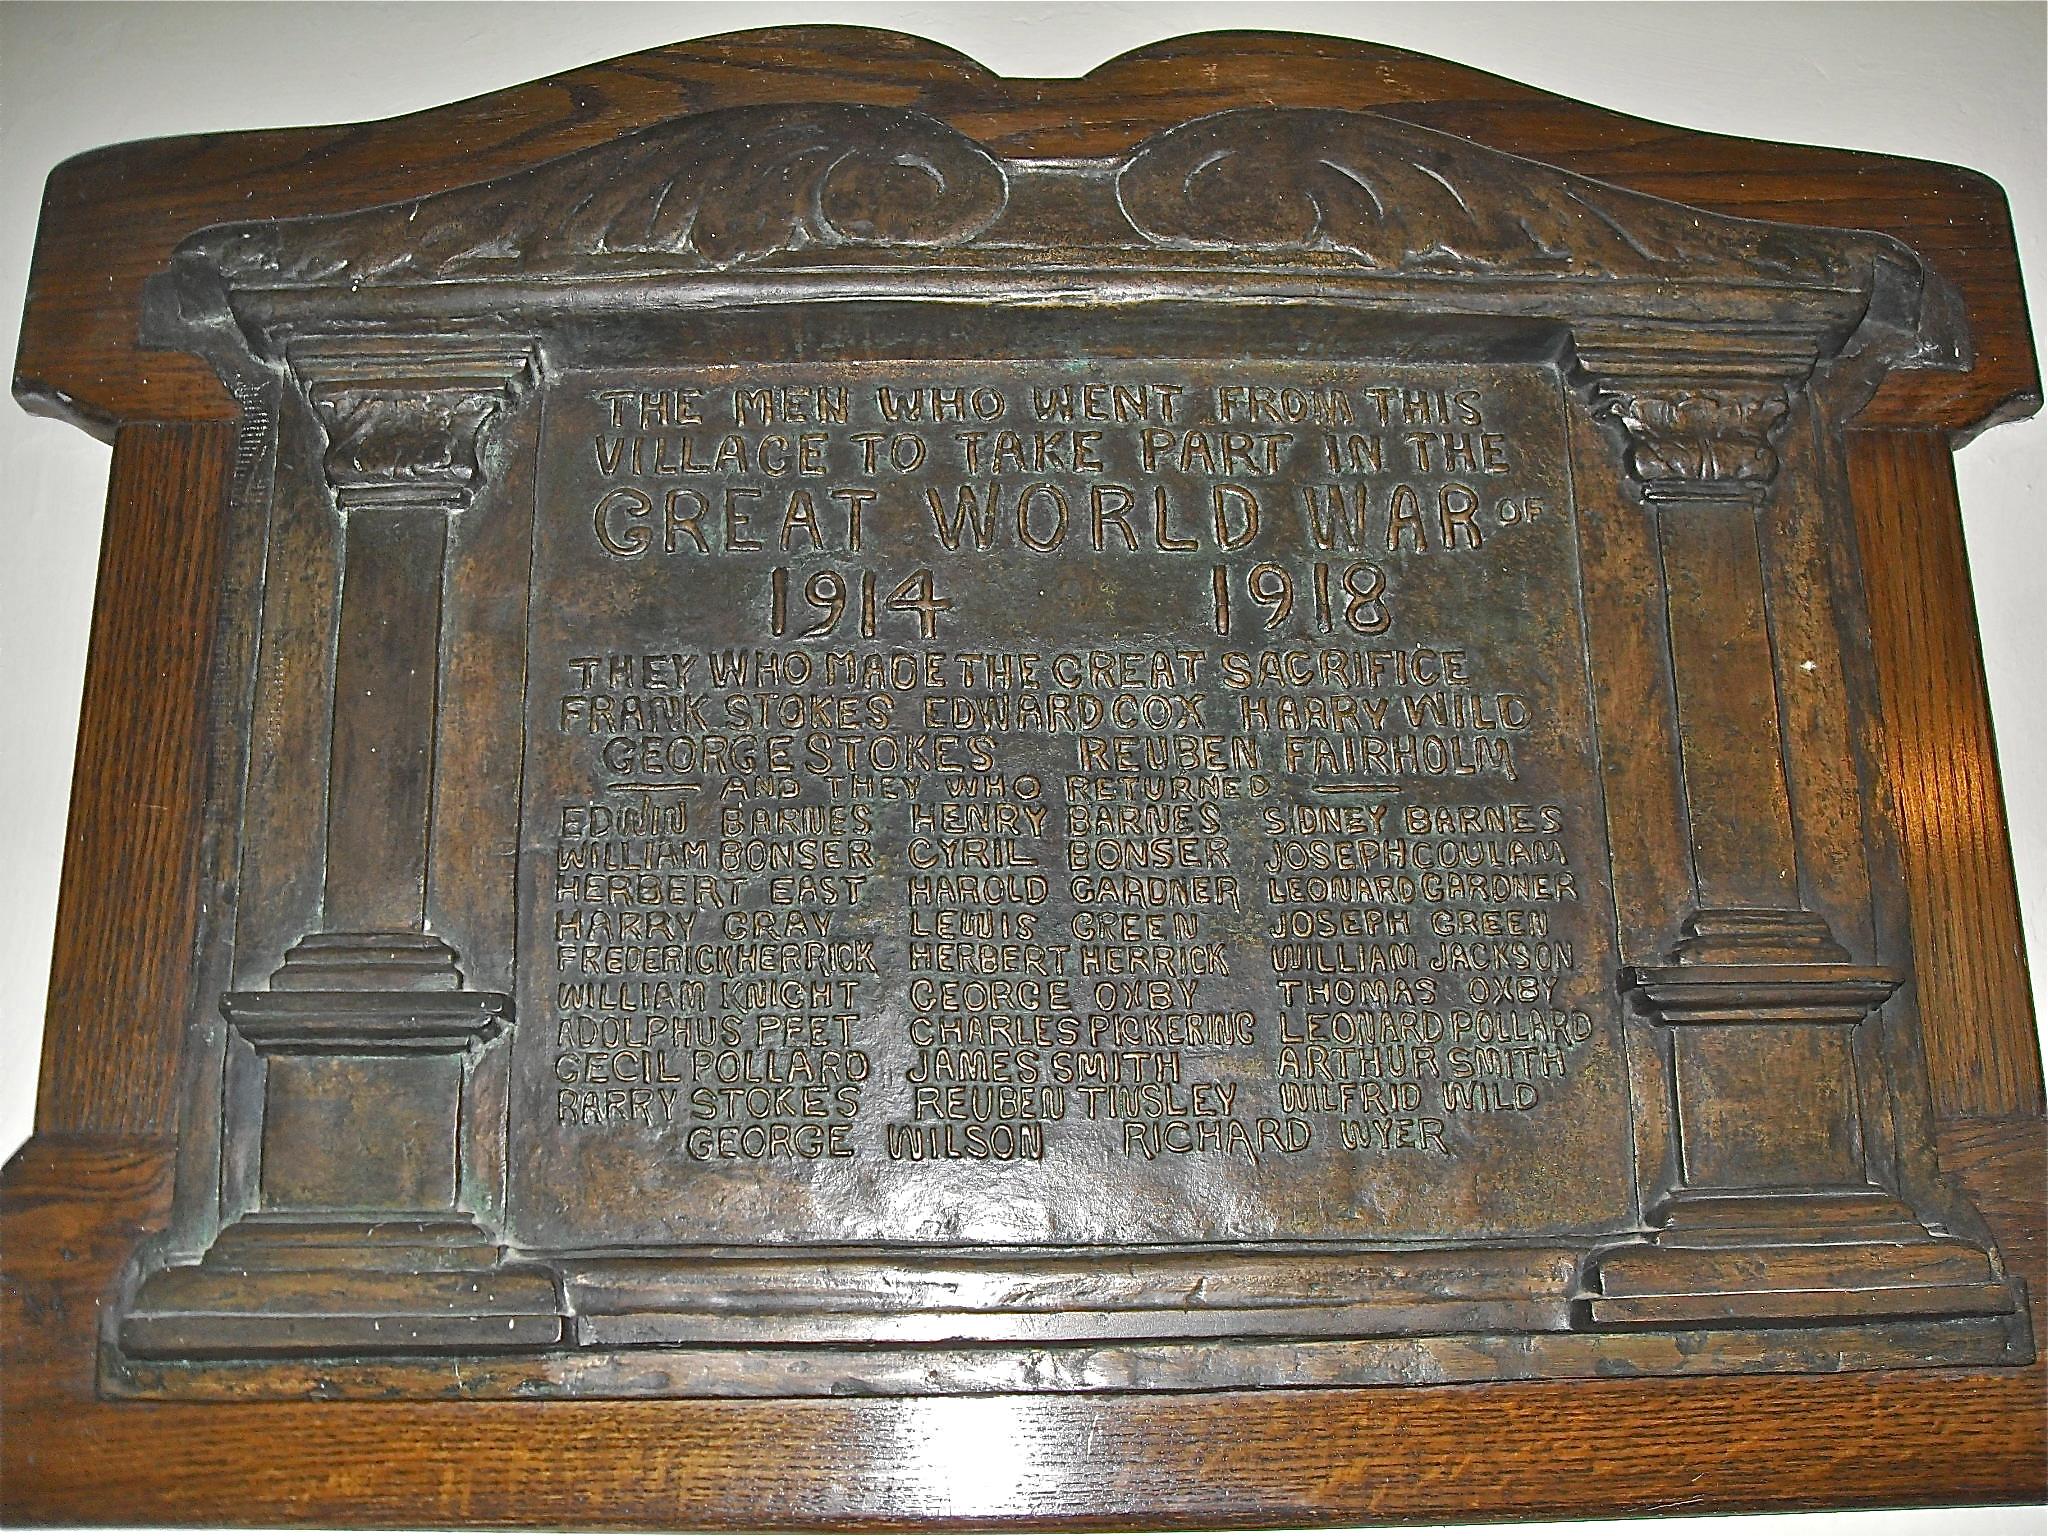 THE MEN WHO WENT FROM THIS
VILLAGE TO TAKE PART IN THE
GREAT WORLD WAR OF
1914 1918
THEY WHO MADE THE GREAT SACRIFICE
FRANK STOKES EDWARD COX HARRY WILD
GEORGE STOKES REUBEN FAIRHOLM
AND THEY WHO RETURNED
EDWIN BARNES HENRY BARNES SIDNEY BARNES
WILLIAM BONSER CYRIL BONSER JOSEPH COULAM
HERBERT EAST HAROLD GARDNER LEONARD GARDNER
HARRY GRAY LEWIS GREEN JOSEPH GREEN
FREDERICK HERRICK HERBERT HERRICK WILLIAM JACKSON
WILLIAM KNIGHT GEORGE OXBY THOMAS OXBY
ADOLPHUS PEET CHARLES PICKERING LEONARD POLLARD
CECIL POLLARD JAMES SMITH ARTHUR SMITH
BARRY STOKES REUBEN TINSLEY WILFRID WILD
GEORGE WILSON RICHARD WYER